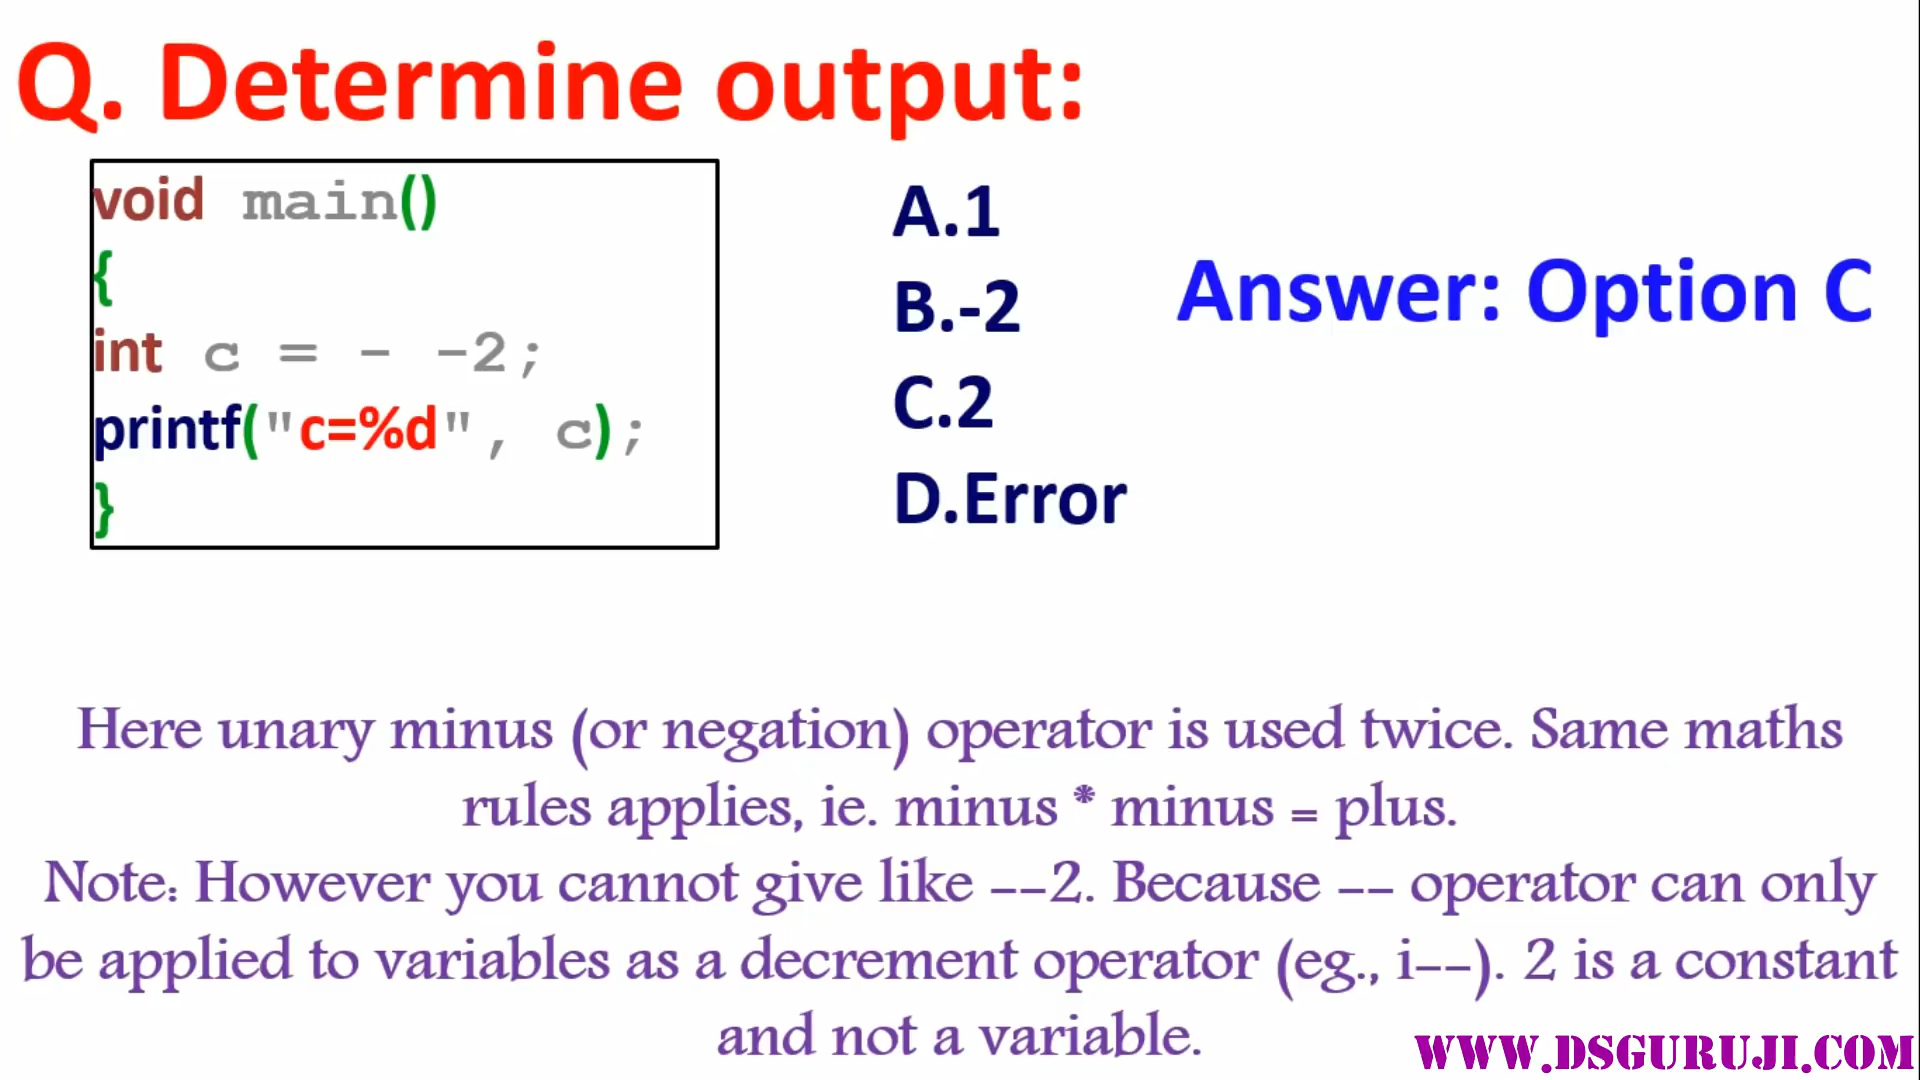 Q. Determine output:
void main()
{
int c = - -2;
printf("c=%d", c);
}
A.1
B.-2
C.2
D.Error
Answer: Option C
Here unary minus (or negation) operator is used twice. Same maths
rules applies, ie. minus * minus = plus.
Note: However you cannot give like --2. Because -- operator can only
be applied to variables as a decrement operator (eg., i--). 2 is a constant
and not a variable.
WWW.DSGURUJI.COM